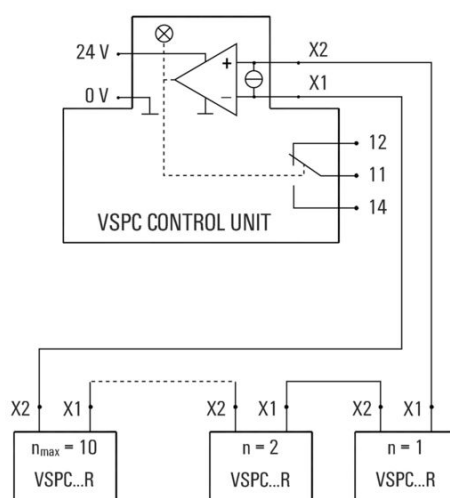 24 V
0 V
+
–
X2
X1
12
11
14
VSPC CONTROL UNIT
X2 X1 X2 X1 X2 X1
nmax = 10 n = 2 n = 1
VSPC...R VSPC...R VSPC...R